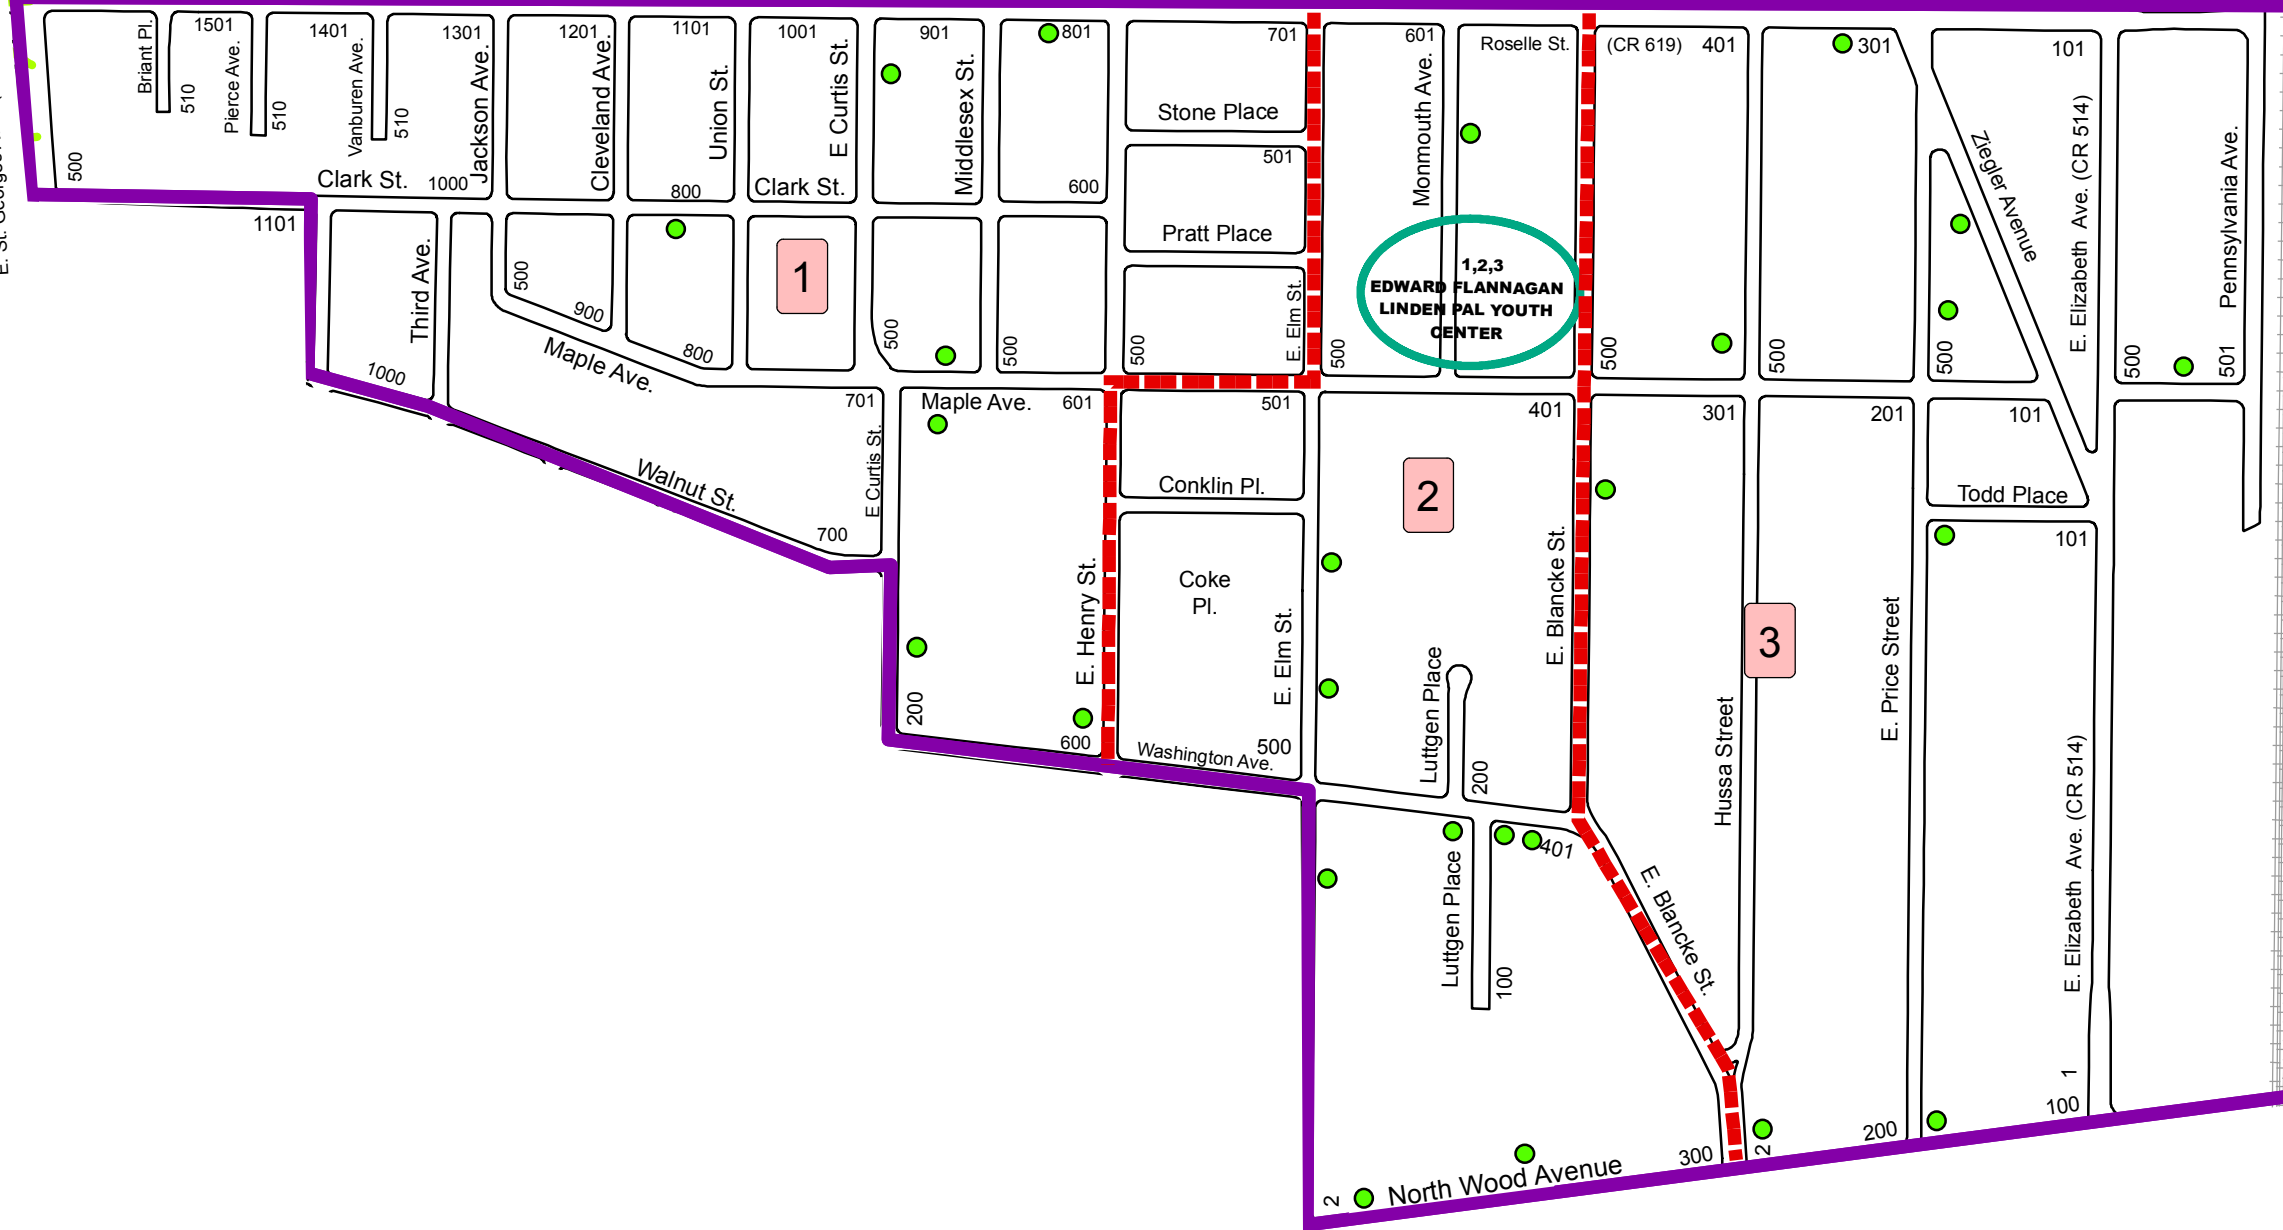 Briant Pl.
1501
Pierce Ave.
1401
Vanburen Ave.
1301
Jackson Ave.
1201
Cleveland Ave.
1101
Union St.
1001
E Curtis St.
901
Middlesex St.
801
701
601
Monmouth Ave.
Roselle St.
(CR 619)
401
301
101
510
510
510
500
Clark St.
1000
800
Clark St.
600
Stone Place
501
Pratt Place
Ziegler Avenue
E. Elizabeth Ave. (CR 514)
Pennsylvania Ave.
1101
Third Ave.
500
900
800
1
500
500
500
E. Elm St.
500
1,2,3
EDWARD FLANNAGAN
LINDEN PAL YOUTH
CENTER
500
500
500
500
501
1000
Maple Ave.
701
Maple Ave.
601
501
401
301
201
101
Walnut St.
700
E Curtis St.
Conklin Pl.
2
Todd Place
101
E. Henry St.
Coke
Pl.
E. Elm St.
E. Blancke St.
3
E. Price Street
200
600
Washington Ave.
500
Luttgen Place
200
Hussa Street
E. Elizabeth Ave. (CR 514)
401
Luttgen Place
100
E. Blancke St.
1
100
200
2
300
North Wood Avenue
2